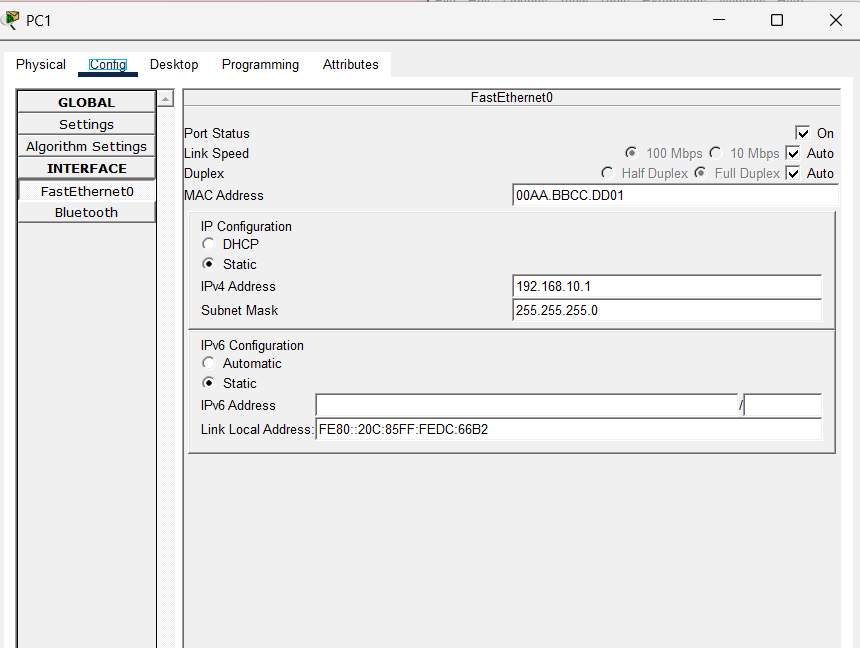 PC1
Physical Config Desktop Programming Attributes
GLOBAL
Settings
Algorithm Settings
INTERFACE
FastEthernet0
Bluetooth
FastEthernet0
Port Status On
Link Speed 100 Mbps 10 Mbps Auto
Duplex Half Duplex Full Duplex Auto
MAC Address 00AA.BBCC.DD01
IP Configuration
DHCP
Static
IPv4 Address 192.168.10.1
Subnet Mask 255.255.255.0
IPv6 Configuration
Automatic
Static
IPv6 Address /
Link Local Address: FE80::20C:85FF:FEDC:66B2